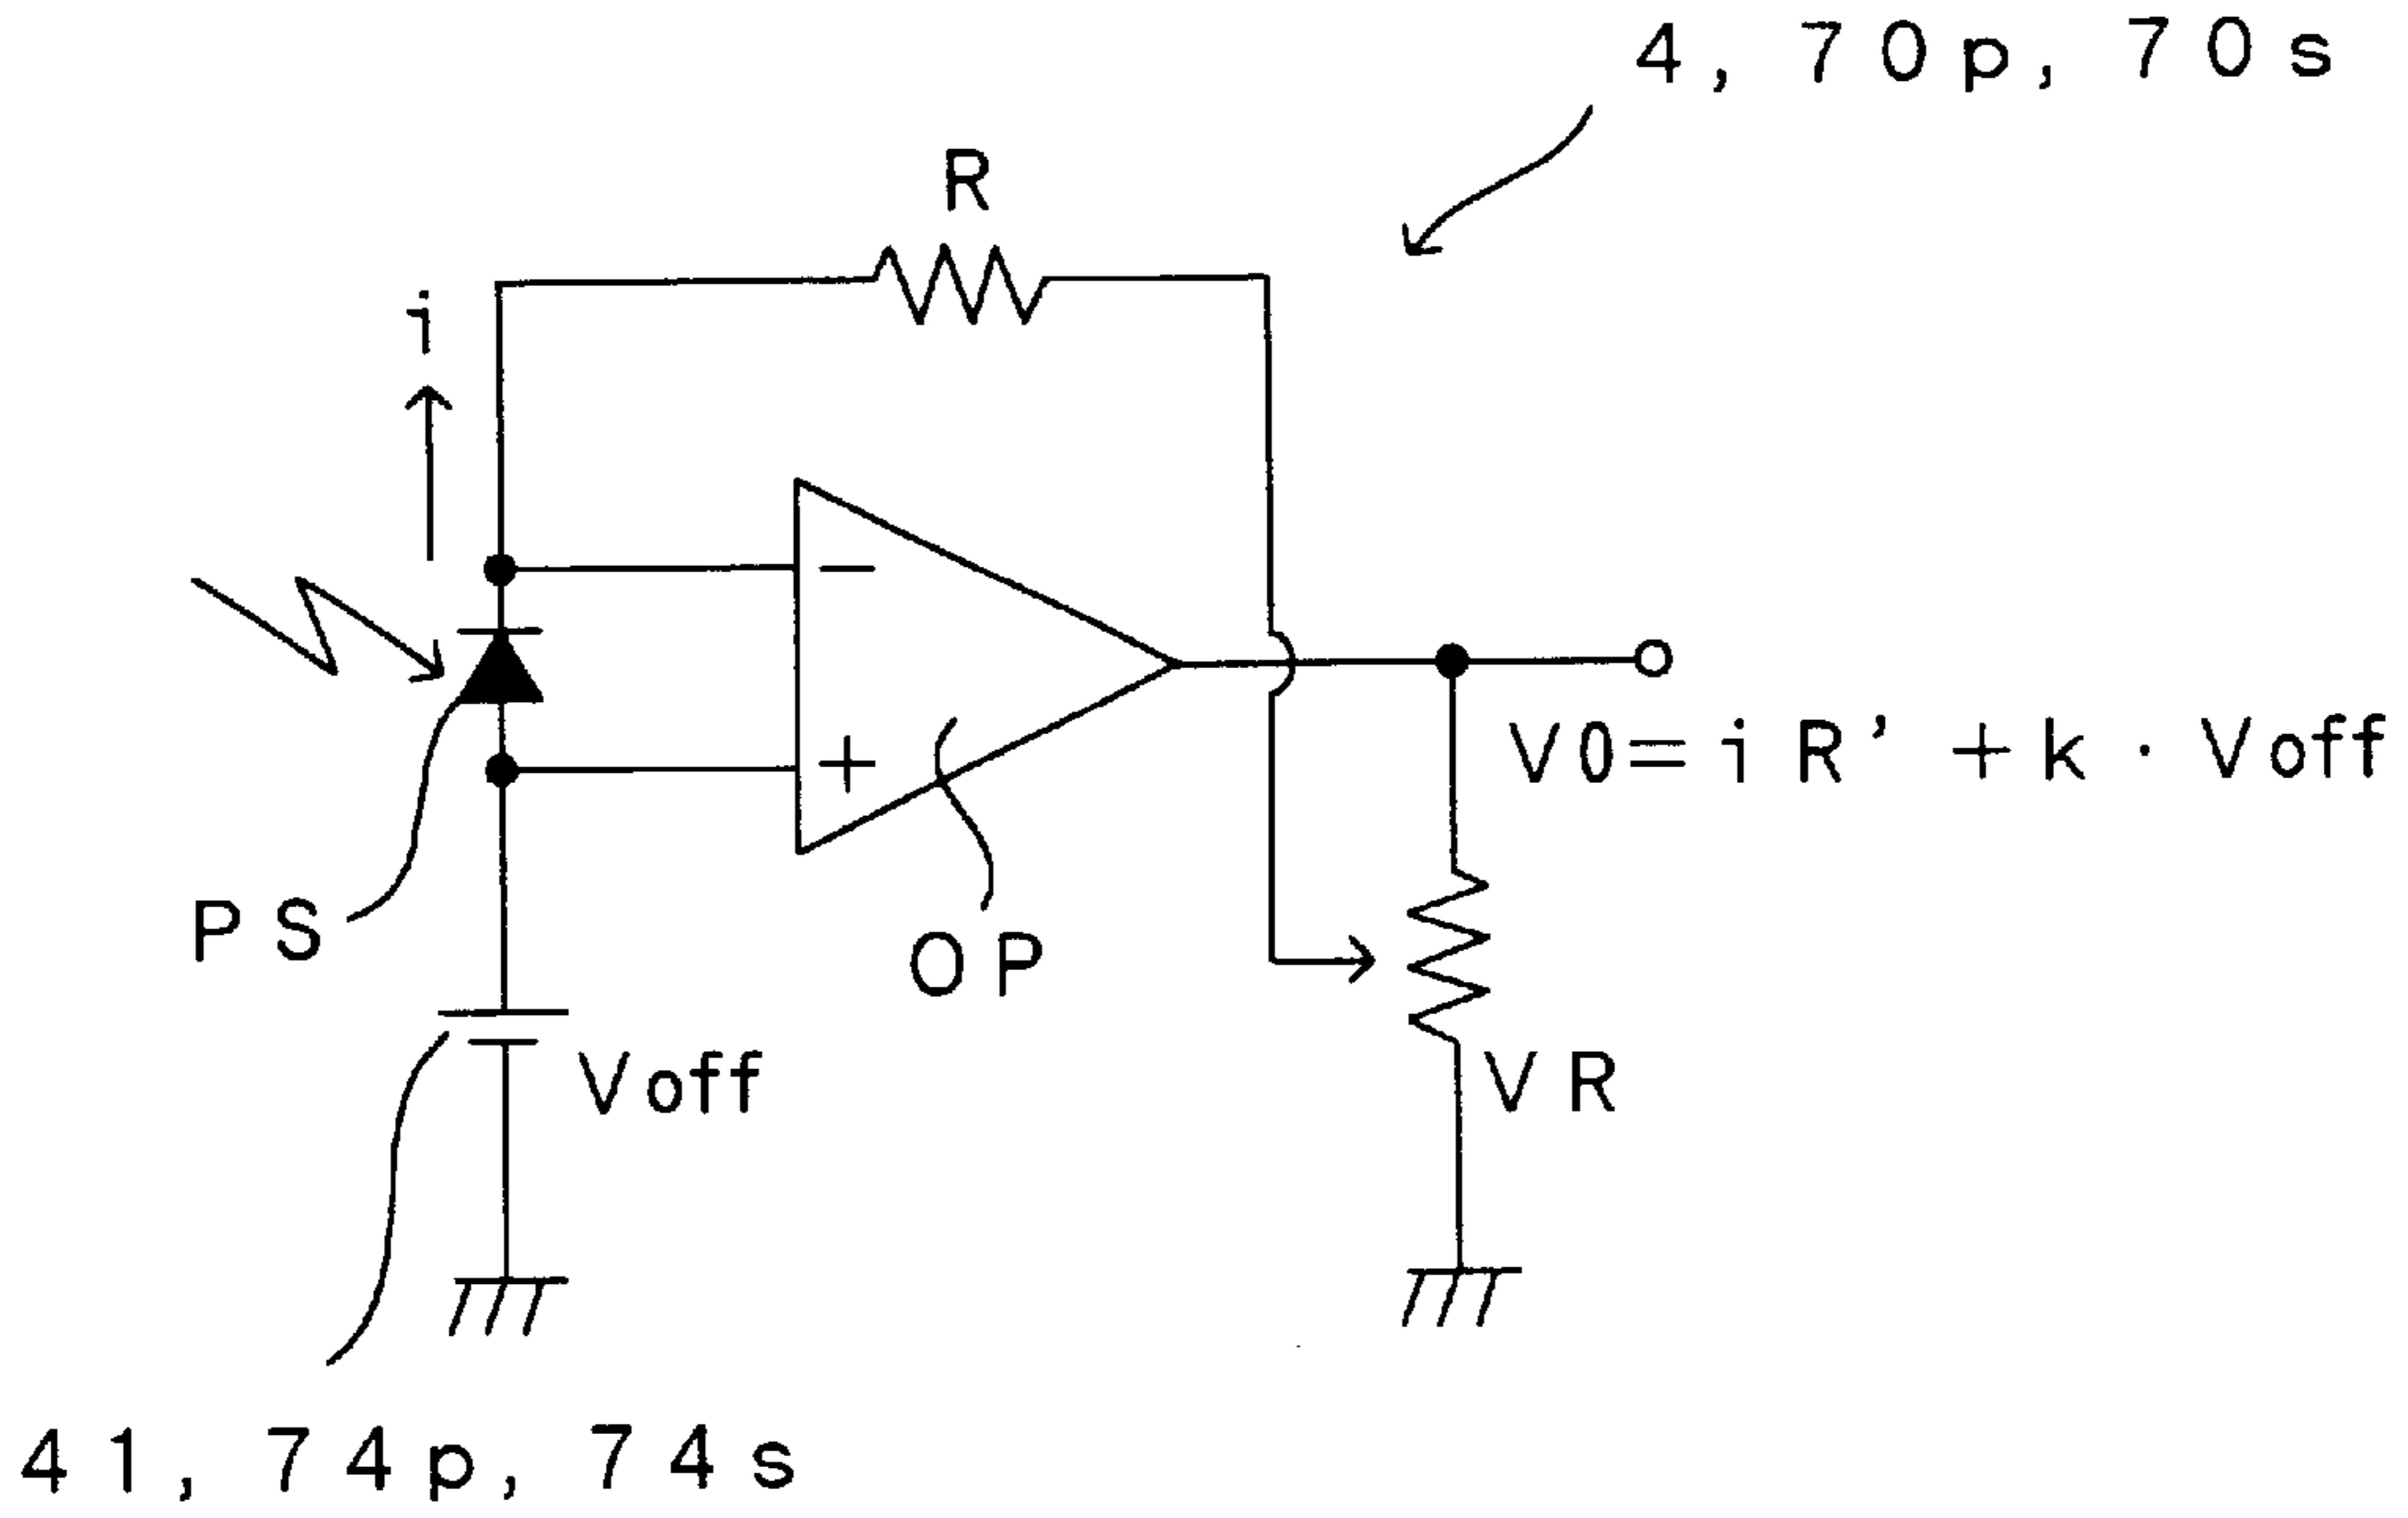 4, 70p, 70s
R
i
−
+
V0=iR’+k·Voff
PS
OP
Voff
VR
41, 74p, 74s